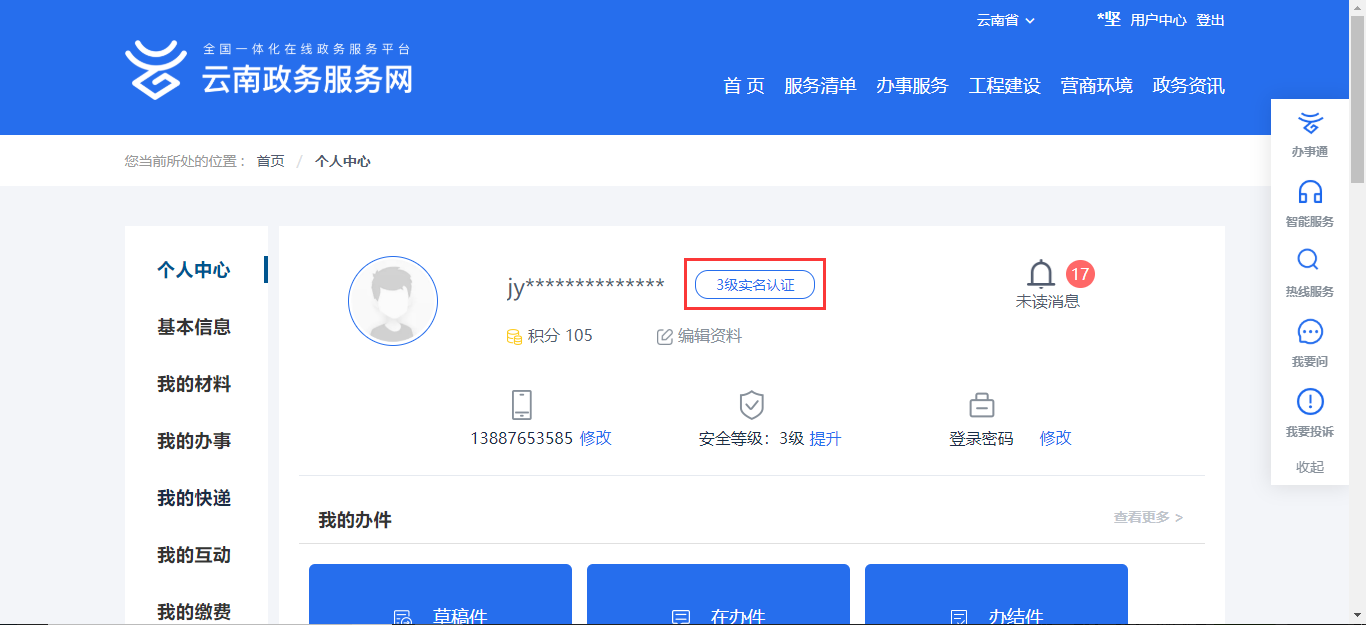 云南省
*坚 用户中心 登出
全国一体化在线政务服务平台
云南政务服务网
首 页 服务清单 办事服务 工程建设 营商环境 政务资讯
您当前所处的位置： 首页 / 个人中心
个人中心
基本信息
我的材料
我的办事
我的快递
我的互动
我的缴费
jy**************
3级实名认证
积分 105
编辑资料
17
未读消息
13887653585 修改
安全等级：3级 提升
登录密码 修改
我的办件
查看更多 >
草稿件
在办件
办结件
办事通
智能服务
热线服务
我要问
我要投诉
收起